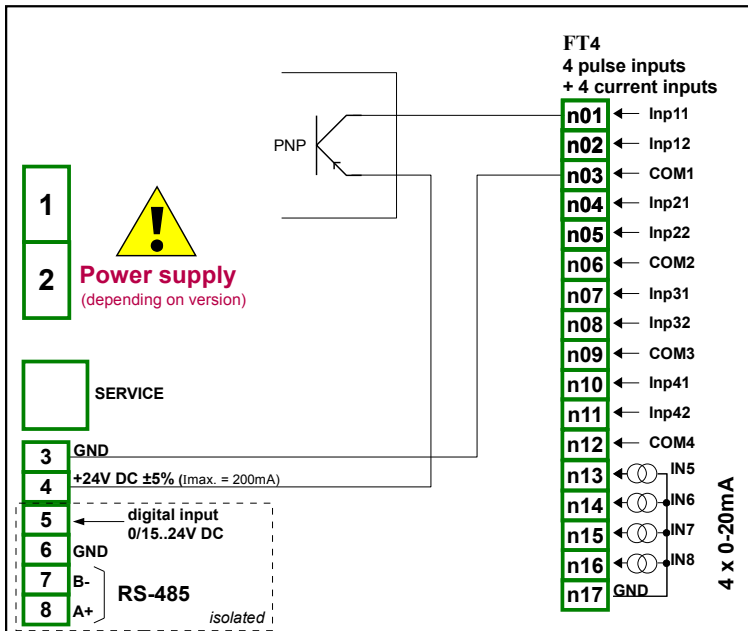 FT4
4 pulse inputs
+ 4 current inputs
PNP
n01 Inp11
n02 Inp12
n03 COM1
n04 Inp21
n05 Inp22
n06 COM2
n07 Inp31
n08 Inp32
n09 COM3
n10 Inp41
n11 Inp42
n12 COM4
n13 IN5
n14 IN6
n15 IN7
n16 IN8
n17 GND
4 x 0-20mA
1
2
!
Power supply
(depending on version)
SERVICE
3 GND
4 +24V DC ±5% (Imax. = 200mA)
5 digital input
0/15..24V DC
6 GND
7 B-
RS-485
8 A+
isolated